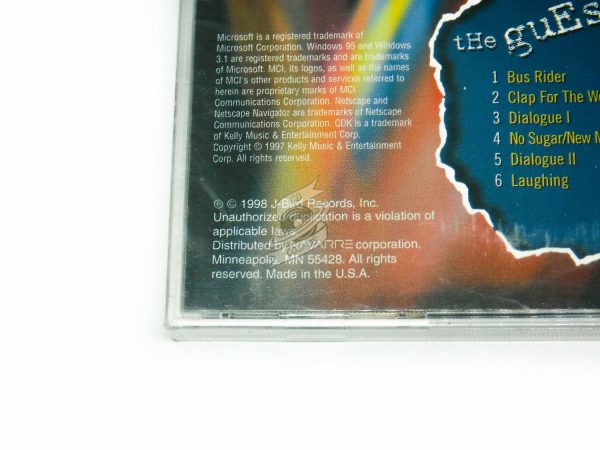 Microsoft is a registered trademark of
Microsoft Corporation. Windows 95 and Windows
3.1 are registered trademarks and are trademarks
of Microsoft. MCI, its logos, as well as the names
of MCI's other products and services referred to
herein are proprietary marks of MCI
Communications Corporation. Netscape and
Netscape Navigator are trademarks of Netscape
Communications Corporation. CDK is a trademark
of Kelly Music & Entertainment Corp.
Copyright © 1997 Kelly Music & Entertainment
Corp. All rights reserved.
℗ © 1998 J-Bird Records, Inc.
Unauthorized duplication is a violation of
applicable laws.
Distributed by NAVARRE corporation,
Minneapolis, MN 55428. All rights
reserved. Made in the U.S.A.
tHe guEs
1 Bus Rider
2 Clap For The
3 Dialogue I
4 No Sugar/New
5 Dialogue II
6 Laughing